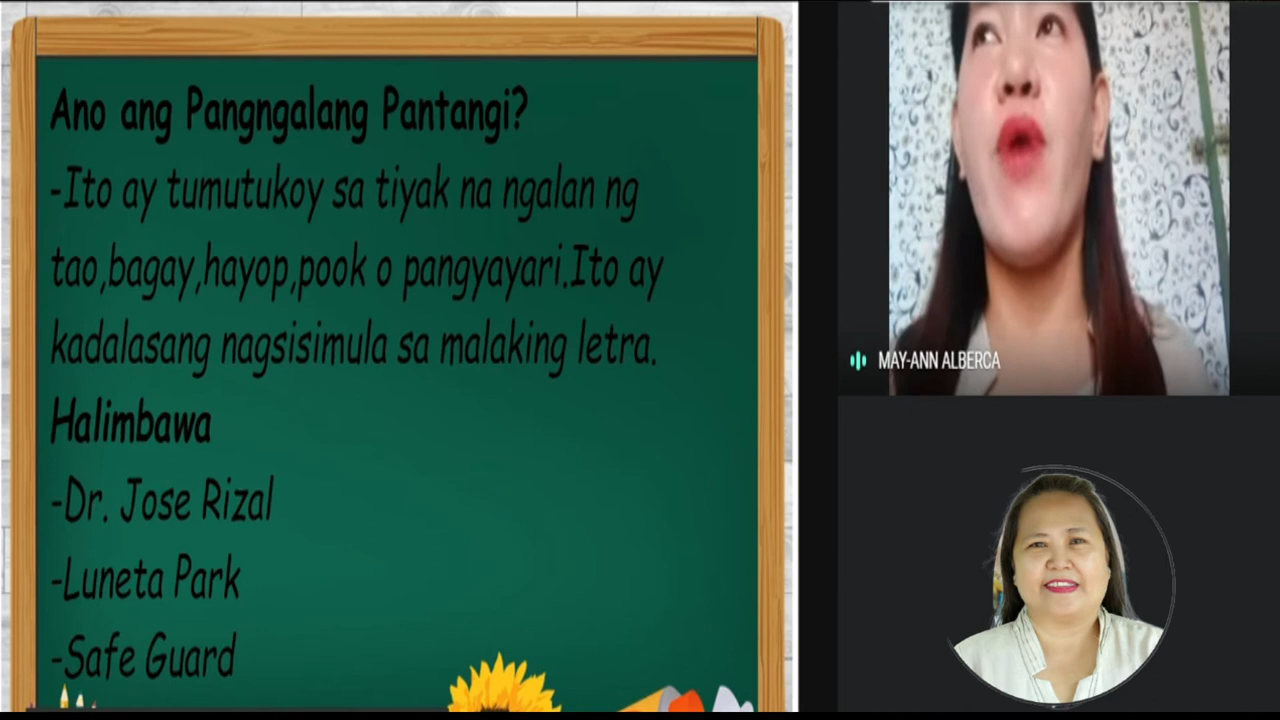 Ano ang Pangngalang Pantangi?
-Ito ay tumutukoy sa tiyak na ngalan ng
tao,bagay,hayop,pook o pangyayari.Ito ay
kadalasang nagsisimula sa malaking letra.
Halimbawa
-Dr. Jose Rizal
-Luneta Park
-Safe Guard
MAY-ANN ALBERCA